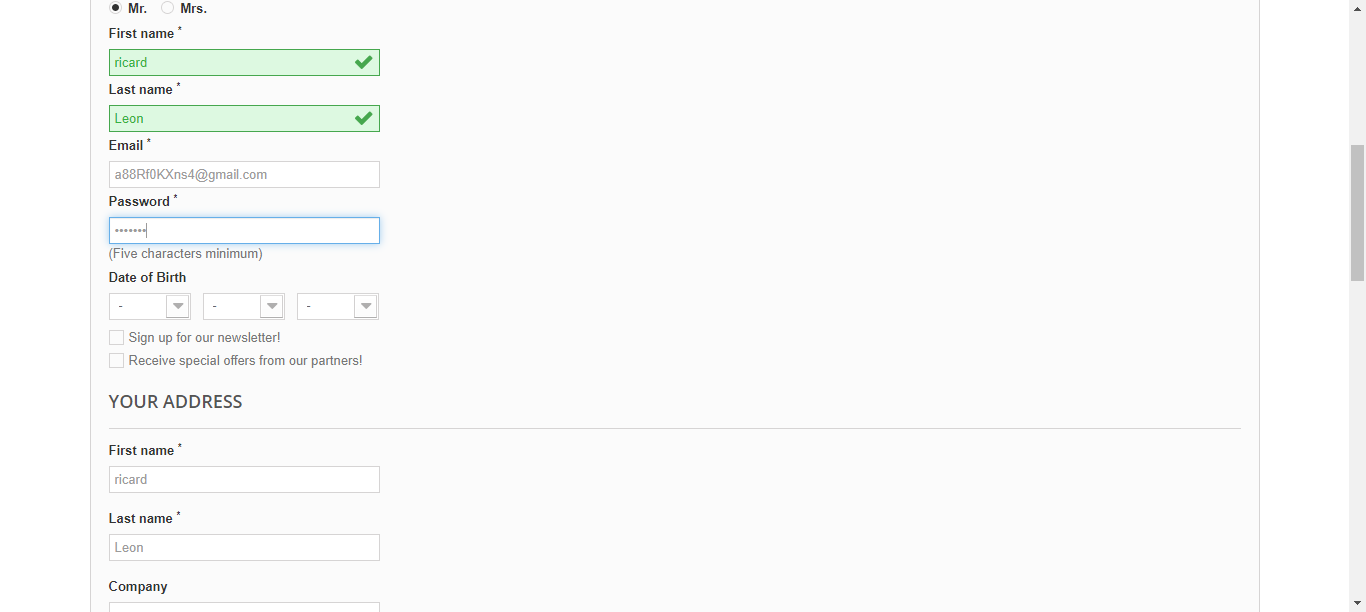 Mr. Mrs.
First name *
ricard
Last name *
Leon
Email *
a88Rf0KXns4@gmail.com
Password *
•••••••
(Five characters minimum)
Date of Birth
- - -
Sign up for our newsletter!
Receive special offers from our partners!
YOUR ADDRESS
First name *
ricard
Last name *
Leon
Company